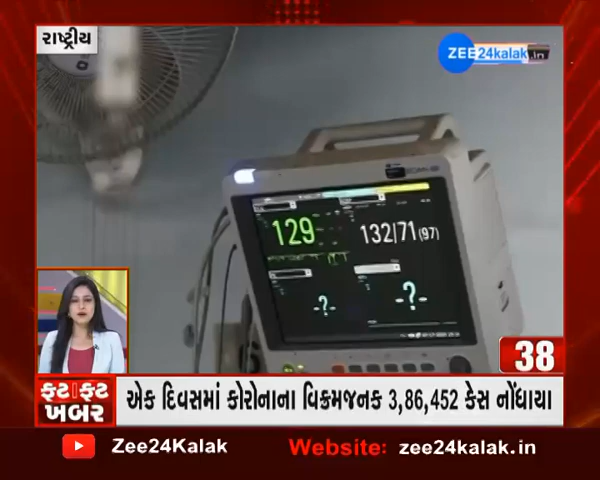 રાષ્ટ્રીય
ZEE24kalak.in
129
132/71(97)
-?-
-?-
38
ફટાફટ ખબર
એક દિવસમાં કોરોનાના વિક્રમજનક 3,86,452 કેસ નોંધાયા
Zee24Kalak
Website: zee24kalak.in